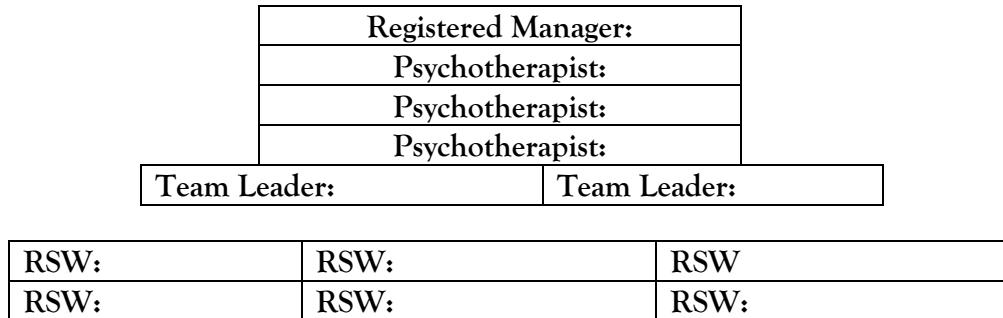 Registered Manager:
Psychotherapist:
Psychotherapist:
Psychotherapist:
Team Leader: Team Leader:
RSW: RSW: RSW
RSW: RSW: RSW: